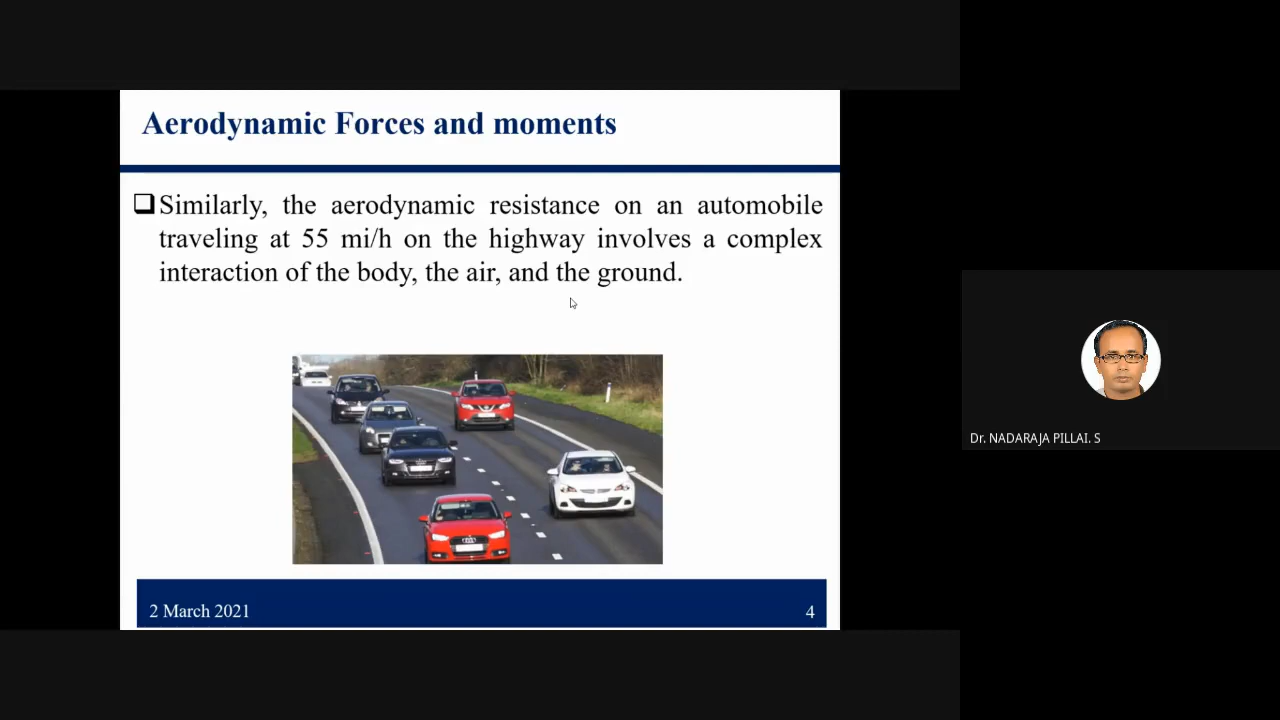 Aerodynamic Forces and moments
Similarly, the aerodynamic resistance on an automobile
traveling at 55 mi/h on the highway involves a complex
interaction of the body, the air, and the ground.
2 March 2021
4
Dr. NADARAJA PILLAI. S